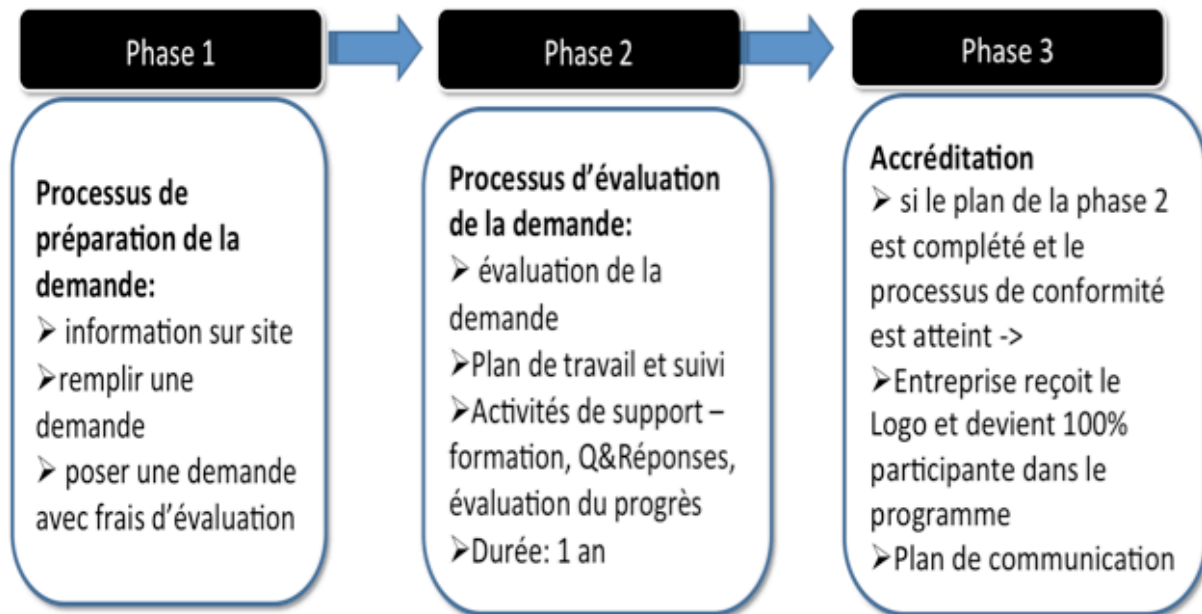 Phase 1
Processus de
préparation de la
demande:
➢ information sur site
➢remplir une
demande
➢ poser une demande
avec frais d’évaluation
Phase 2
Processus d’évaluation
de la demande:
➢ évaluation de la
demande
➢Plan de travail et suivi
➢Activités de support –
formation, Q&Réponses,
évaluation du progrès
➢Durée: 1 an
Phase 3
Accréditation
➢ si le plan de la phase 2
est complété et le
processus de conformité
est atteint ->
➢Entreprise reçoit le
Logo et devient 100%
participante dans le
programme
➢Plan de communication